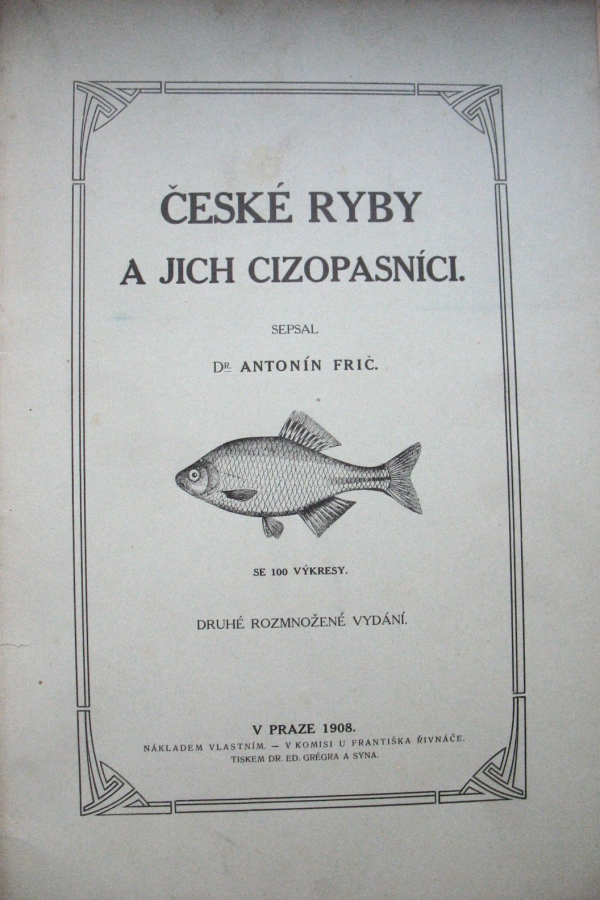 ČESKÉ RYBY
A JICH CIZOPASNÍCI.
SEPSAL
DR. ANTONÍN FRIČ.
SE 100 VÝKRESY.
DRUHÉ ROZMNOŽENÉ VYDÁNÍ.
V PRAZE 1908.
NÁKLADEM VLASTNÍM. — V KOMISI U FRANTIŠKA ŘIVNÁČE.
TISKEM DR. ED. GRÉGRA A SYNA.